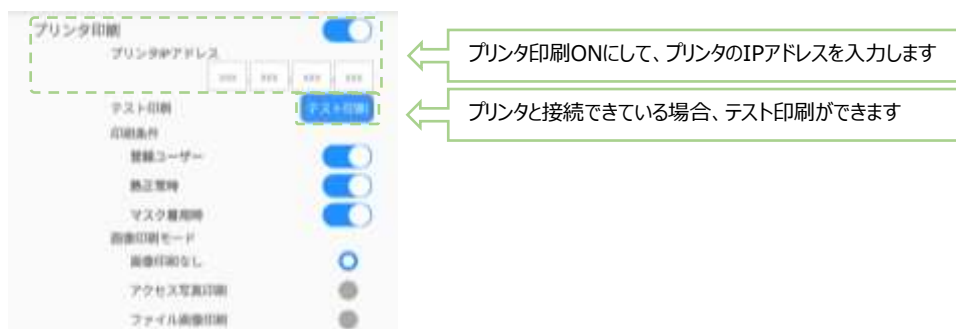 プリンタ印刷
プリンタIPアドレス
xxx . xxx . xxx . xxx
テスト印刷 テスト印刷
印刷条件
登録ユーザー
熱正常時
マスク着用時
画像印刷モード
画像印刷なし
アクセス写真印刷
ファイル画像印刷
プリンタ印刷ONにして、プリンタのIPアドレスを入力します
プリンタと接続できている場合、テスト印刷ができます